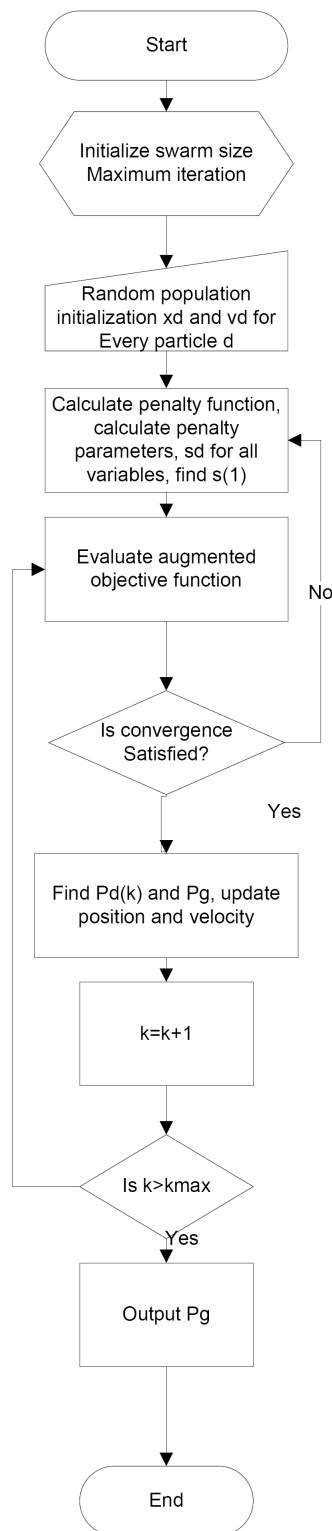 Start
Initialize swarm size
Maximum iteration
Random population
initialization xd and vd for
Every particle d
Calculate penalty function,
calculate penalty
parameters, sd for all
variables, find s(1)
Evaluate augmented
objective function
No
Is convergence
Satisfied?
Yes
Find Pd(k) and Pg, update
position and velocity
k=k+1
Is k>kmax
Yes
Output Pg
End